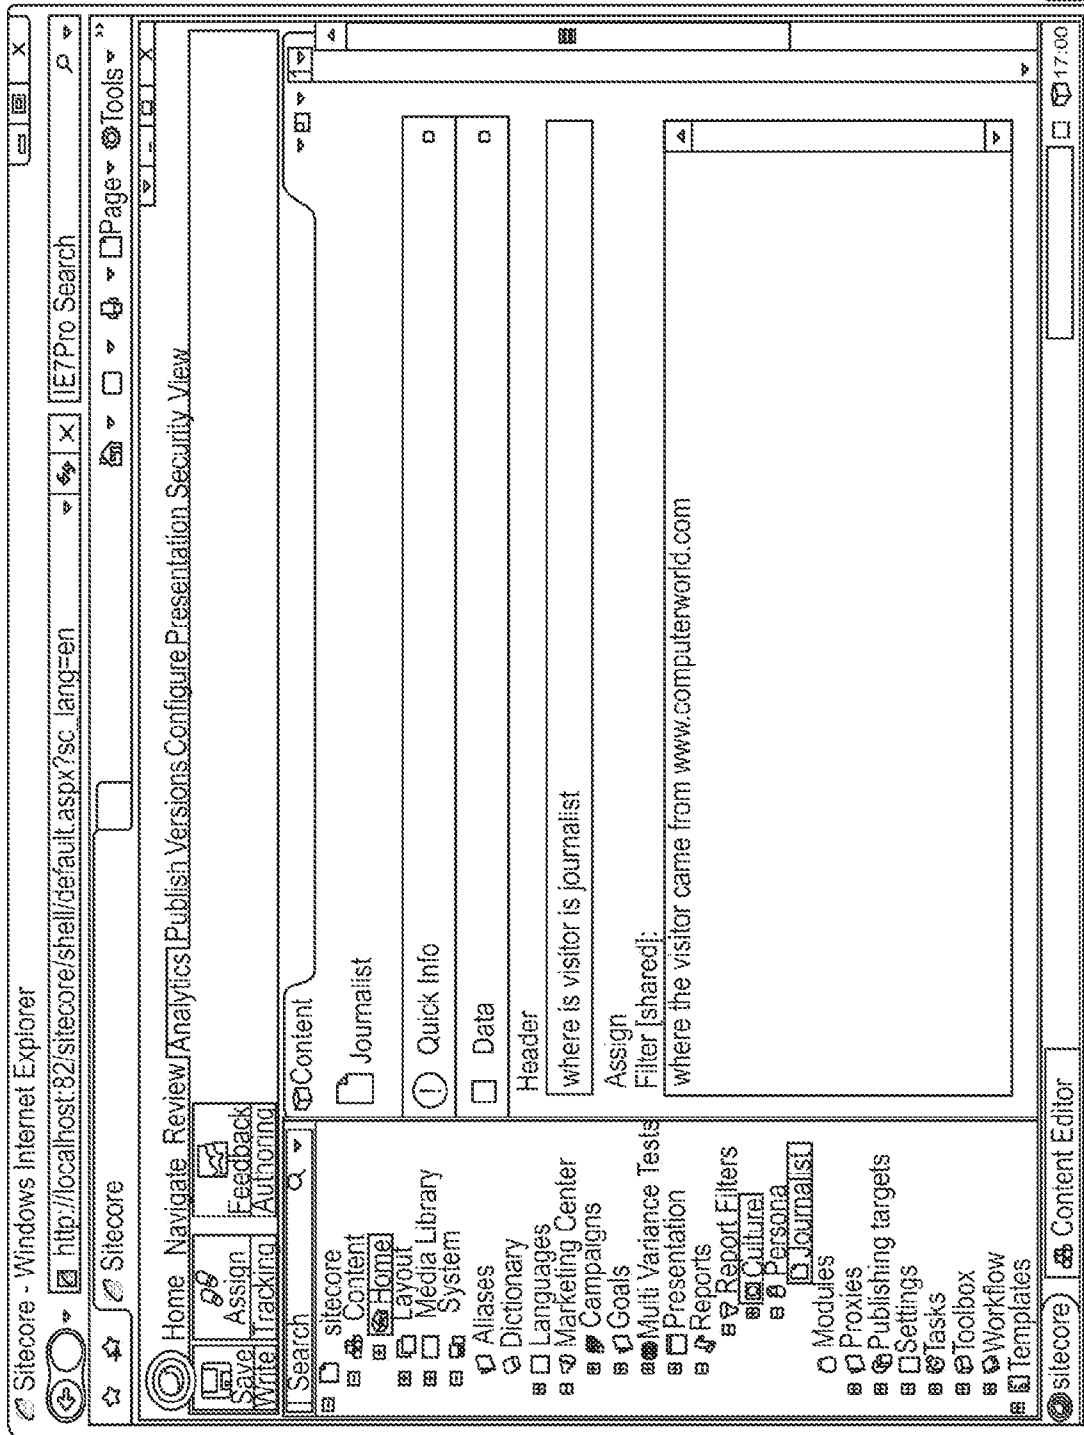 Sitecore - Windows Internet Explorer
http://localhost:82/sitecore/shell/default.aspx?sc_lang=en
IE7Pro Search
Sitecore
Page
Tools
Home Navigate Review Analytics Publish Versions Configure Presentation Security View
Save
Write
Assign
Tracking
Feedback
Authoring
Search
sitecore
Content
Home
Layout
Media Library
System
Aliases
Dictionary
Languages
Marketing Center
Campaigns
Goals
Multi Variance Tests
Presentation
Reports
Report Filters
Culture
Persona
Journalist
Modules
Proxies
Publishing targets
Settings
Tasks
Toolbox
Workflow
Templates
Content
Journalist
Quick Info
Data
Header
where is visitor is journalist
Assign
Filter [shared]:
where the visitor came from www.computerworld.com
sitecore
Content Editor
17:00